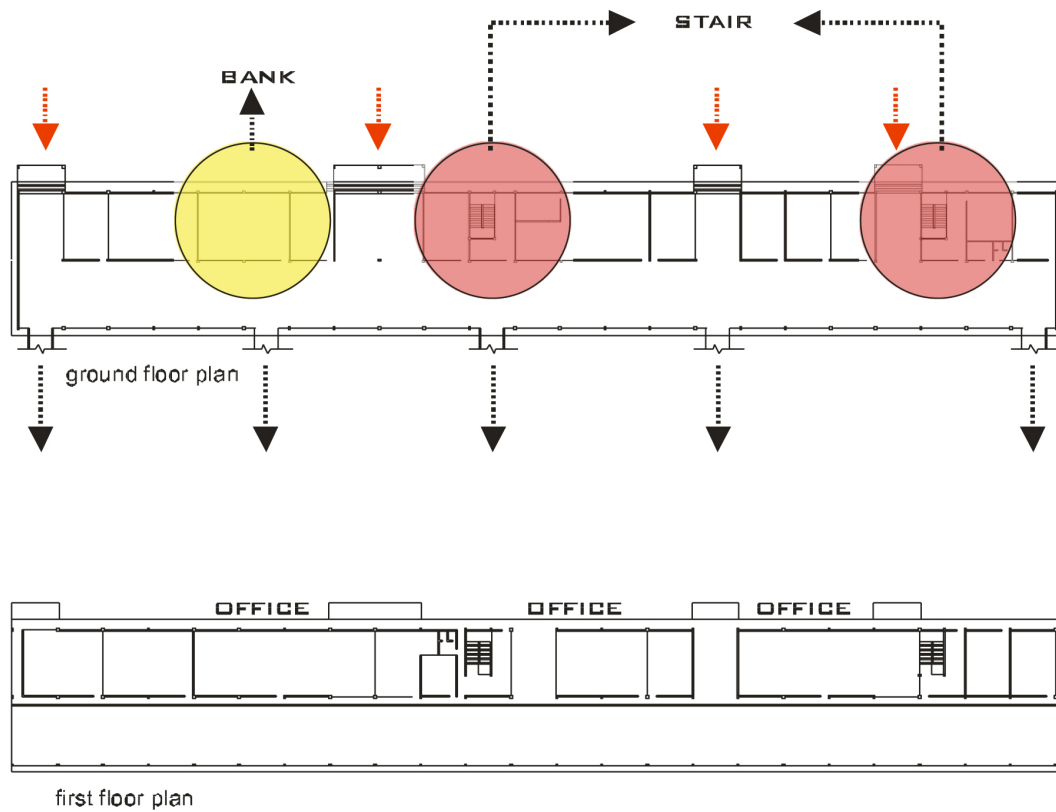 STAIR
BANK
ground floor plan
OFFICE OFFICE OFFICE
first floor plan